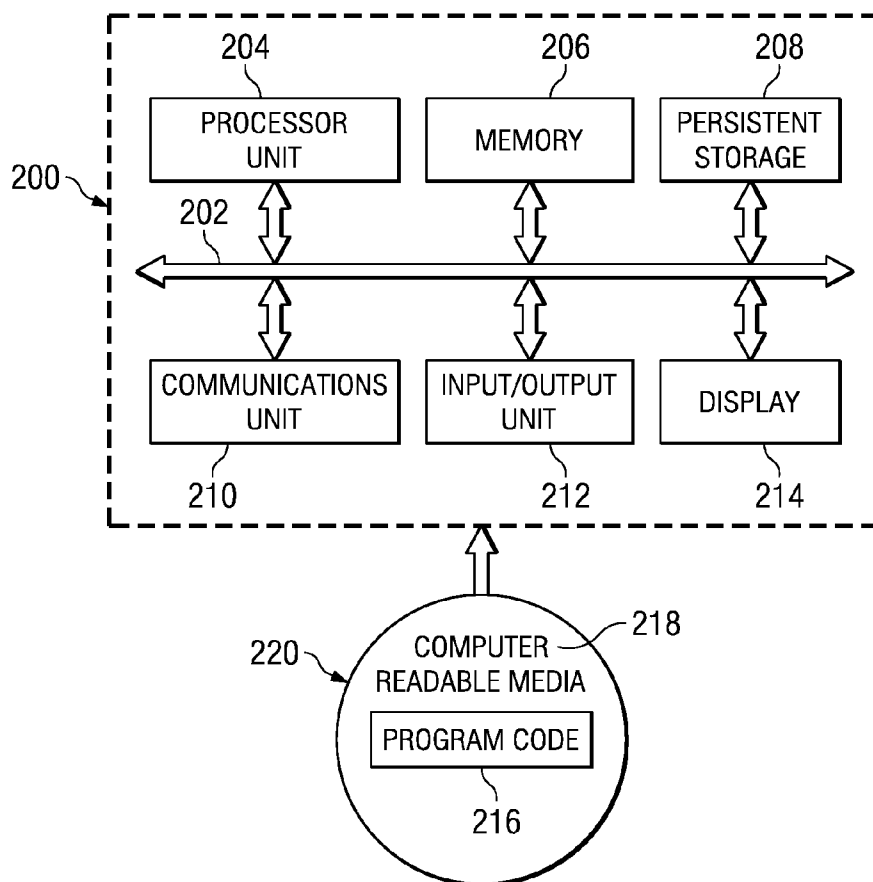 204
206
208
PROCESSOR
UNIT
MEMORY
PERSISTENT
STORAGE
200
202
COMMUNICATIONS
UNIT
INPUT/OUTPUT
UNIT
DISPLAY
210
212
214
220
COMPUTER
READABLE MEDIA
218
PROGRAM CODE
216